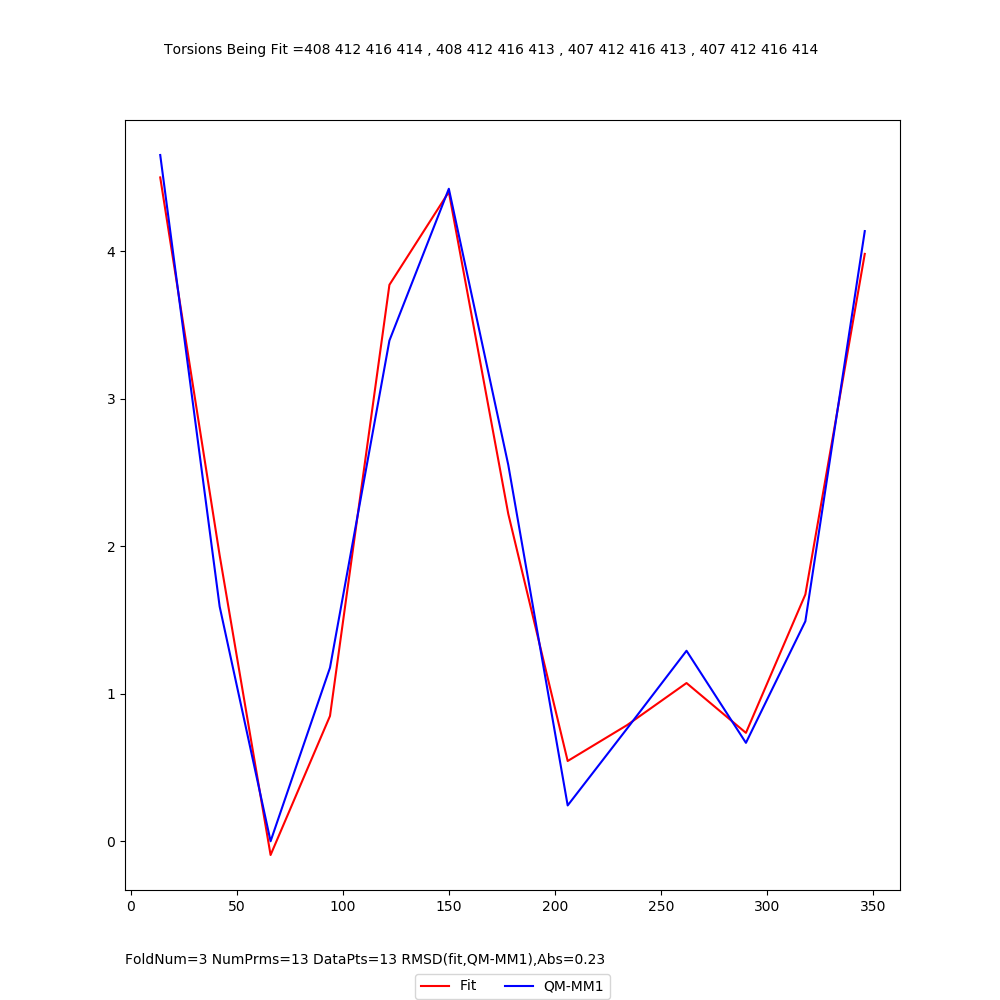 Torsions Being Fit =408 412 416 414 , 408 412 416 413 , 407 412 416 413 , 407 412 416 414
4
3
2
1
0
0 50 100 150 200 250 300 350
FoldNum=3 NumPrms=13 DataPts=13 RMSD(fit,QM-MM1),Abs=0.23
Fit QM-MM1